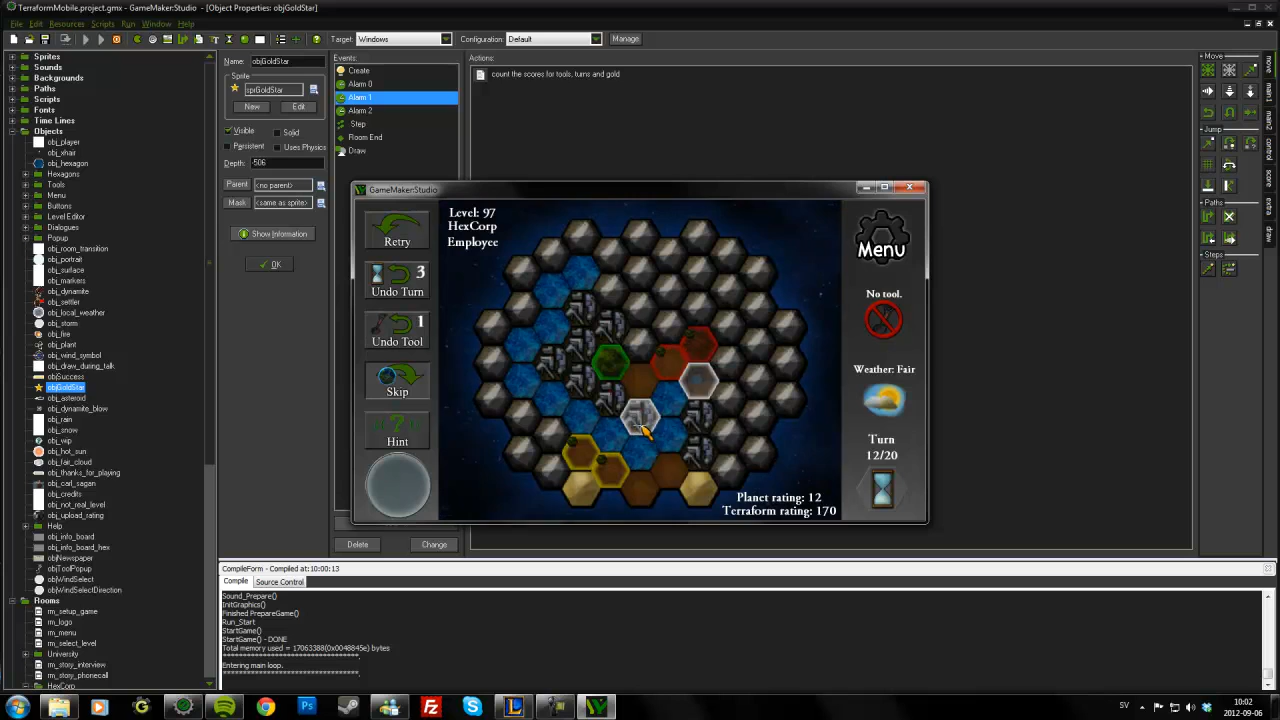 TerraformMobile.project.gmx — GameMaker:Studio - [Object Properties: objGoldStar]
File Edit Resources Scripts Run Window Help
Target: Windows Configuration: Default Manage
Sprites
Sounds
Backgrounds
Paths
Scripts
Fonts
Time Lines
Objects
obj_player
obj_xhair
obj_hexagon
Hexagons
Tools
Menu
Buttons
Level Editor
Dialogues
Popup
obj_room_transition
obj_portrait
obj_surface
obj_markers
obj_dynamite
obj_settler
obj_local_weather
obj_storm
obj_fire
obj_plant
obj_wind_symbol
obj_draw_during_talk
objSuccess
objGoldStar
obj_asteroid
obj_dynamite_blow
obj_rain
obj_snow
obj_wip
obj_hot_sun
obj_fair_cloud
obj_thanks_for_playing
obj_carl_sagan
obj_credits
obj_not_real_level
obj_upload_rating
Help
obj_info_board
obj_info_board_hex
objNewspaper
objToolPopup
objWindSelect
objWindSelectDirection
Rooms
rm_setup_game
rm_logo
rm_menu
rm_select_level
University
rm_story_interview
rm_story_phonecall
HexCorp
Name: objGoldStar
Sprite
sprGoldStar
New Edit
Visible Solid
Persistent Uses Physics
Depth: -506
Parent <no parent>
Mask <same as sprite>
Show Information
OK
Events:
Create
Alarm 0
Alarm 1
Alarm 2
Step
Room End
Draw
Delete Change
Actions:
count the scores for tools, turns and gold
GameMaker:Studio
Retry
3
Undo Turn
1
Undo Tool
Skip
Hint
Level: 97
HexCorp
Employee
Planet rating: 12
Terraform rating: 170
Menu
No tool.
Weather: Fair
Turn
12/20
Move
Jump
Paths
Steps
move
main1
main2
control
score
extra
draw
CompileForm - Compiled at:10:00:13
Compile Source Control
Sound_Prepare()
InitGraphics()
Finished PrepareGame()
Run_Start
StartGame()
StartGame() - DONE
Total memory used = 17063388(0x0048845e) bytes
Entering main loop.
SV
10:02
2012-09-06